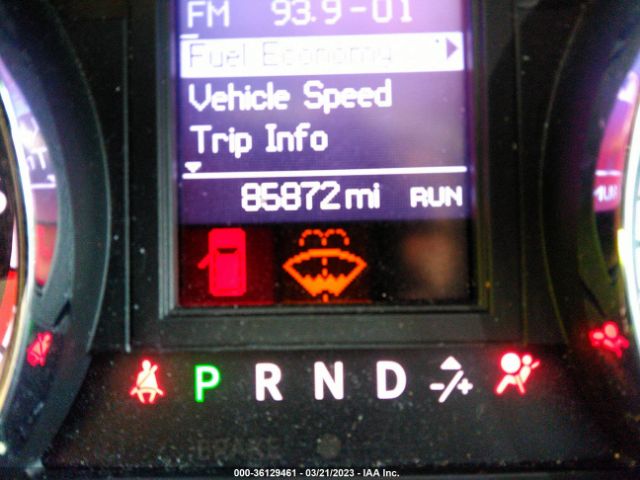 FM 93.9-01
Fuel Economy
Vehicle Speed
Trip Info
85872 mi RUN
P R N D -/+
BRAKE
000-36129461 - 03/21/2023 - IAA Inc.